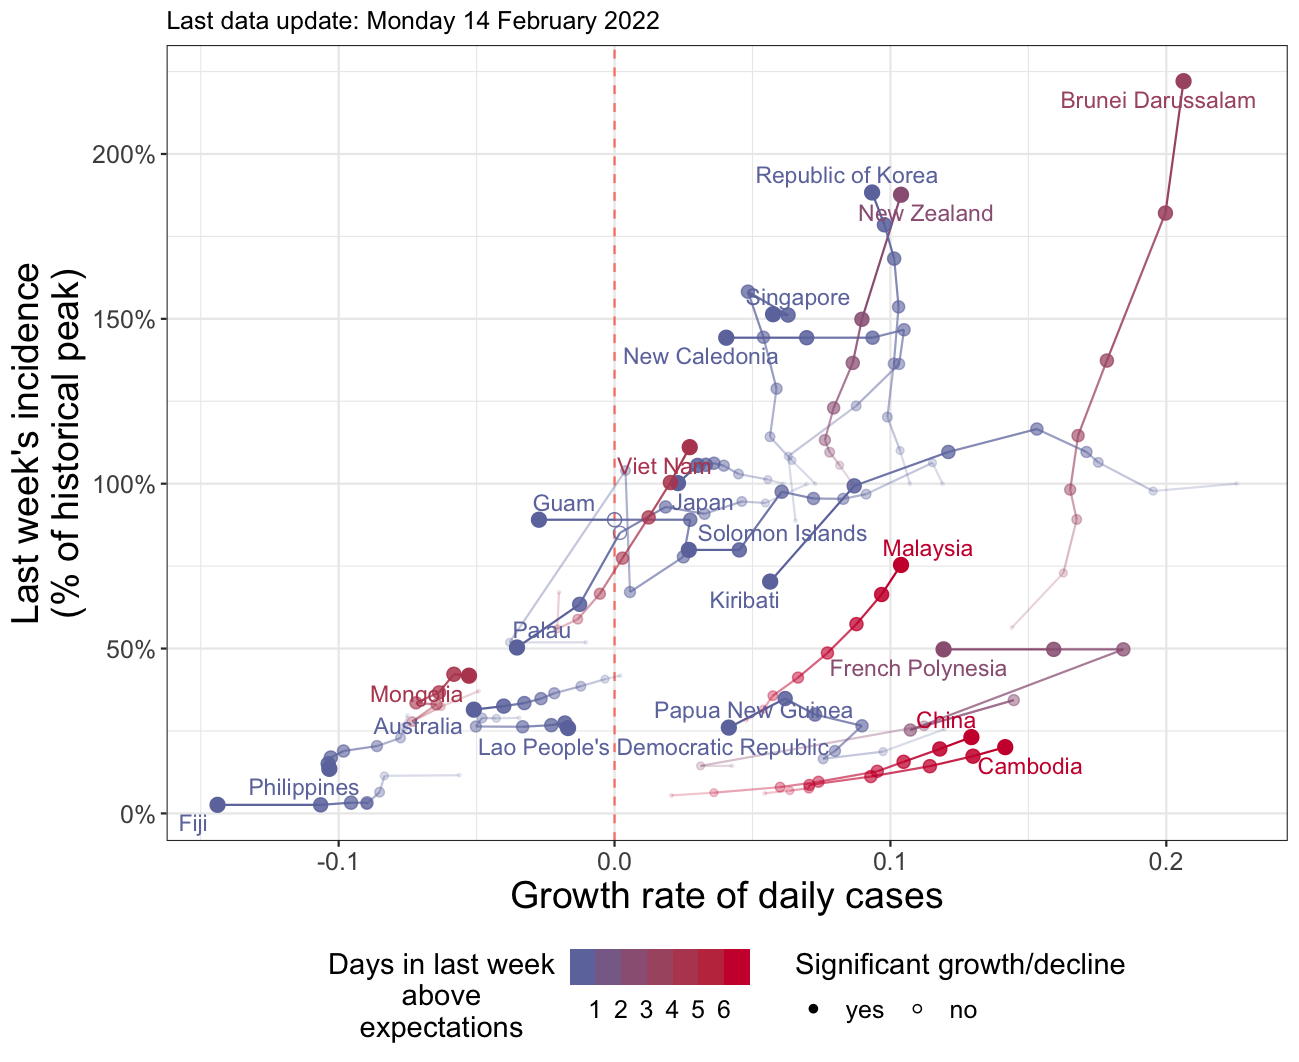 Last data update: Monday 14 February 2022
Last week's incidence
(% of historical peak)
200%
150%
100%
50%
0%
Brunei Darussalam
Republic of Korea
New Zealand
Singapore
New Caledonia
Viet Nam
Guam
Japan
Solomon Islands
Malaysia
Kiribati
Palau
French Polynesia
Mongolia
Papua New Guinea
China
Australia
Lao People's Democratic Republic
Cambodia
Philippines
Fiji
-0.1 0.0 0.1 0.2
Growth rate of daily cases
Days in last week
above
expectations
1 2 3 4 5 6
Significant growth/decline
yes no